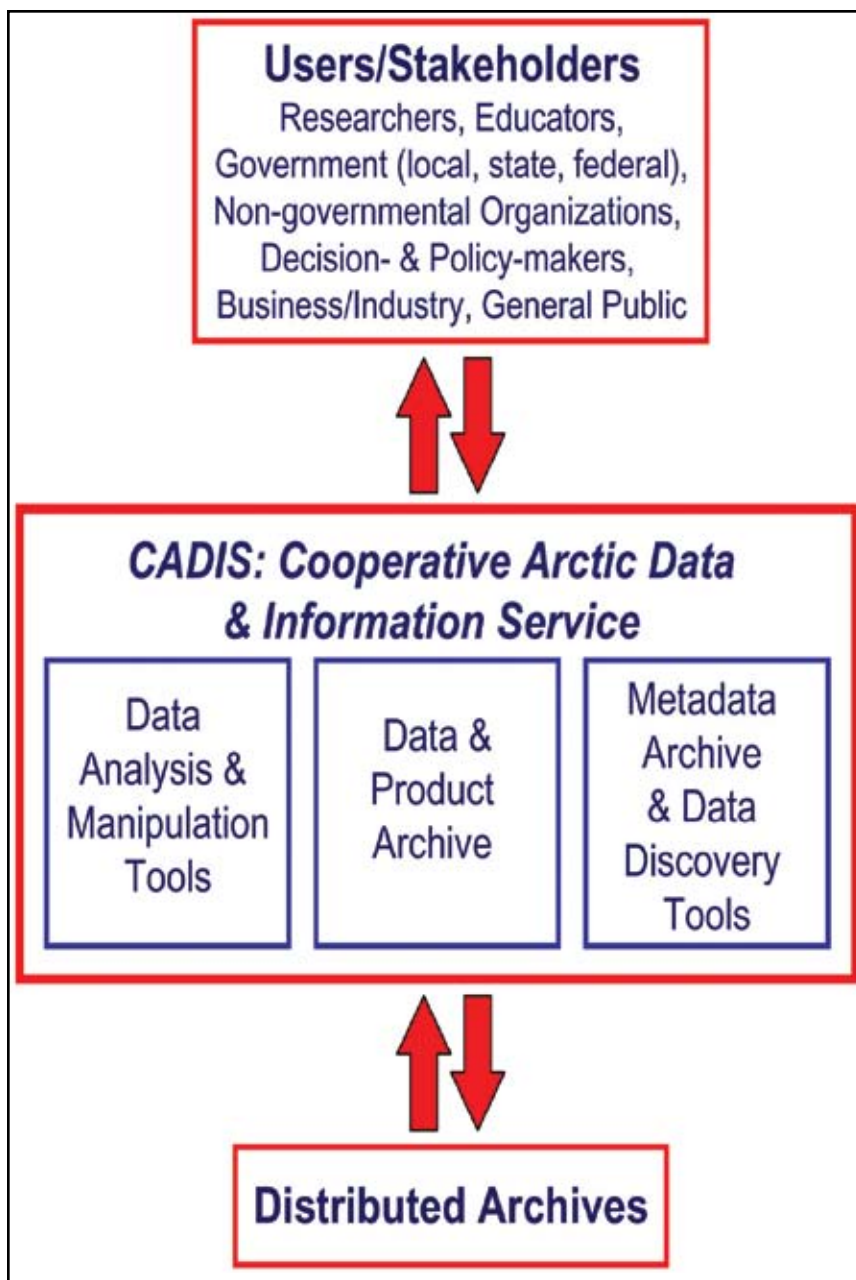 Users/Stakeholders
Researchers, Educators,
Government (local, state, federal),
Non-governmental Organizations,
Decision- & Policy-makers,
Business/Industry, General Public
CADIS: Cooperative Arctic Data
& Information Service
Data
Analysis &
Manipulation
Tools
Data &
Product
Archive
Metadata
Archive
& Data
Discovery
Tools
Distributed Archives